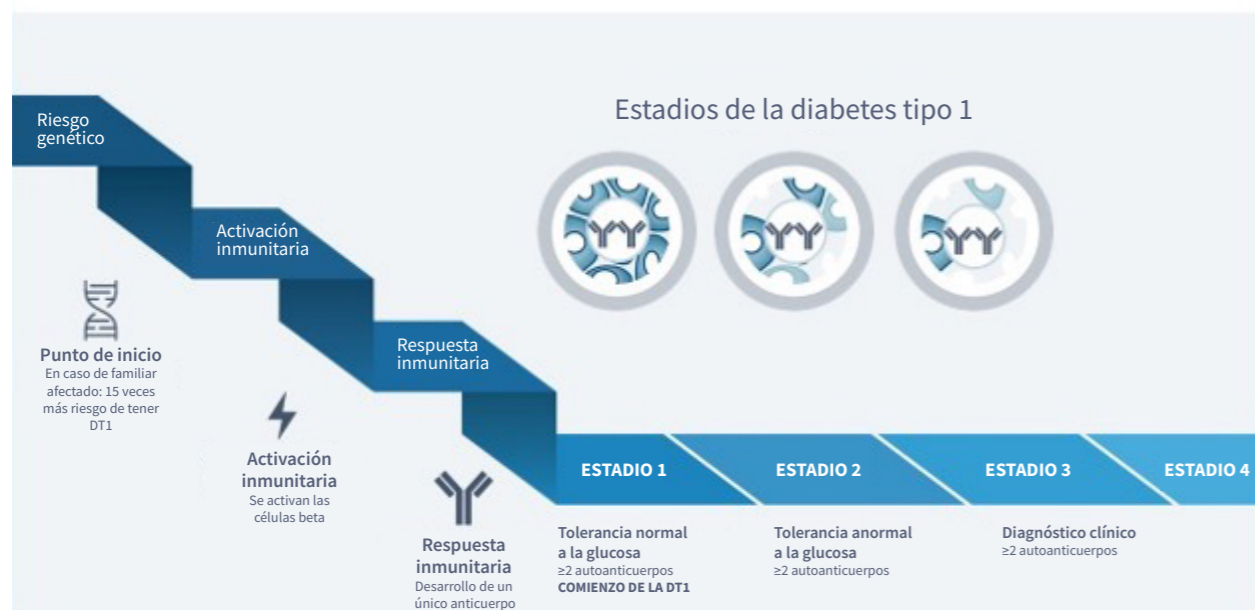 Riesgo
genético
Estadios de la diabetes tipo 1
Activación
inmunitaria
Punto de inicio
En caso de familiar
afectado: 15 veces
más riesgo de tener
DT1
Respuesta
inmunitaria
Activación
inmunitaria
Se activan las
células beta
Respuesta
inmunitaria
Desarrollo de un
único anticuerpo
ESTADIO 1
Tolerancia normal
a la glucosa
≥2 autoanticuerpos
COMIENZO DE LA DT1
ESTADIO 2
Tolerancia anormal
a la glucosa
≥2 autoanticuerpos
ESTADIO 3
Diagnóstico clínico
≥2 autoanticuerpos
ESTADIO 4